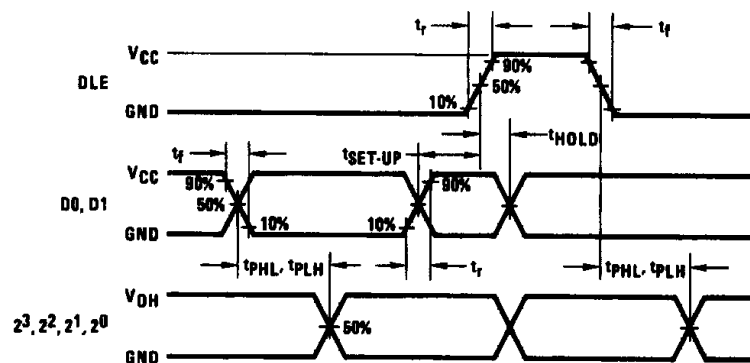 tr
tf
VCC
90%
DLE
50%
10%
GND
tHOLD
tf
tSET-UP
VCC
90%
90%
D0, D1
50%
10%
10%
GND
tPHL, tPLH
tr
tPHL, tPLH
VOH
2³, 2², 2¹, 2⁰
50%
GND